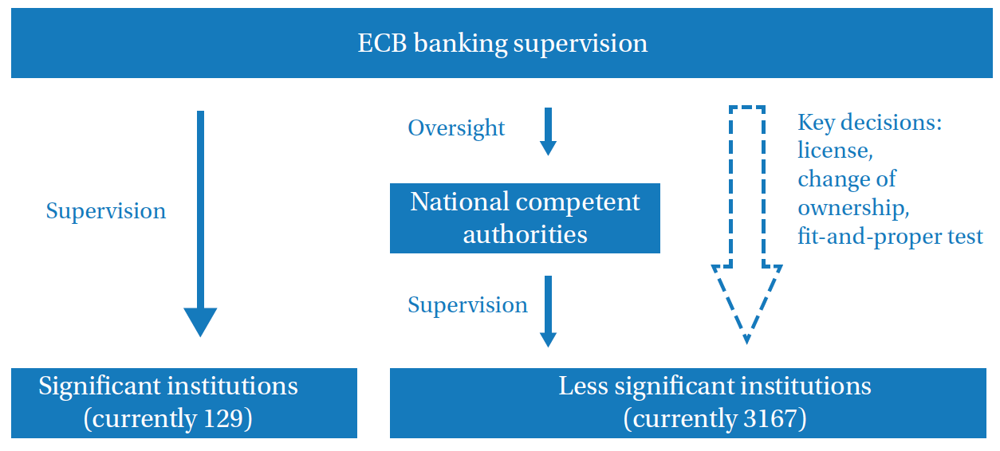 ECB banking supervision
Supervision
Oversight
National competent
authorities
Supervision
Key decisions:
license,
change of
ownership,
fit-and-proper test
Significant institutions
(currently 129)
Less significant institutions
(currently 3167)